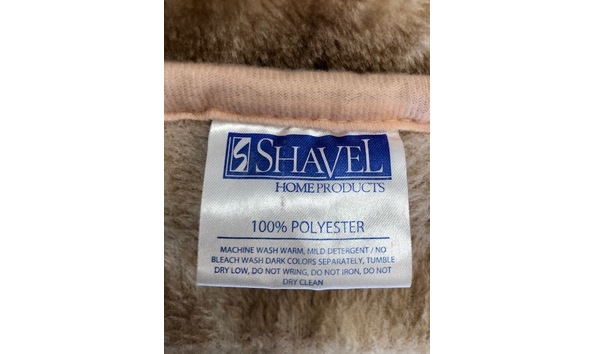 SHAVEL
HOME PRODUCTS
100% POLYESTER
MACHINE WASH WARM, MILD DETERGENT / NO
BLEACH WASH DARK COLORS SEPARATELY, TUMBLE
DRY LOW, DO NOT WRING, DO NOT IRON, DO NOT
DRY CLEAN